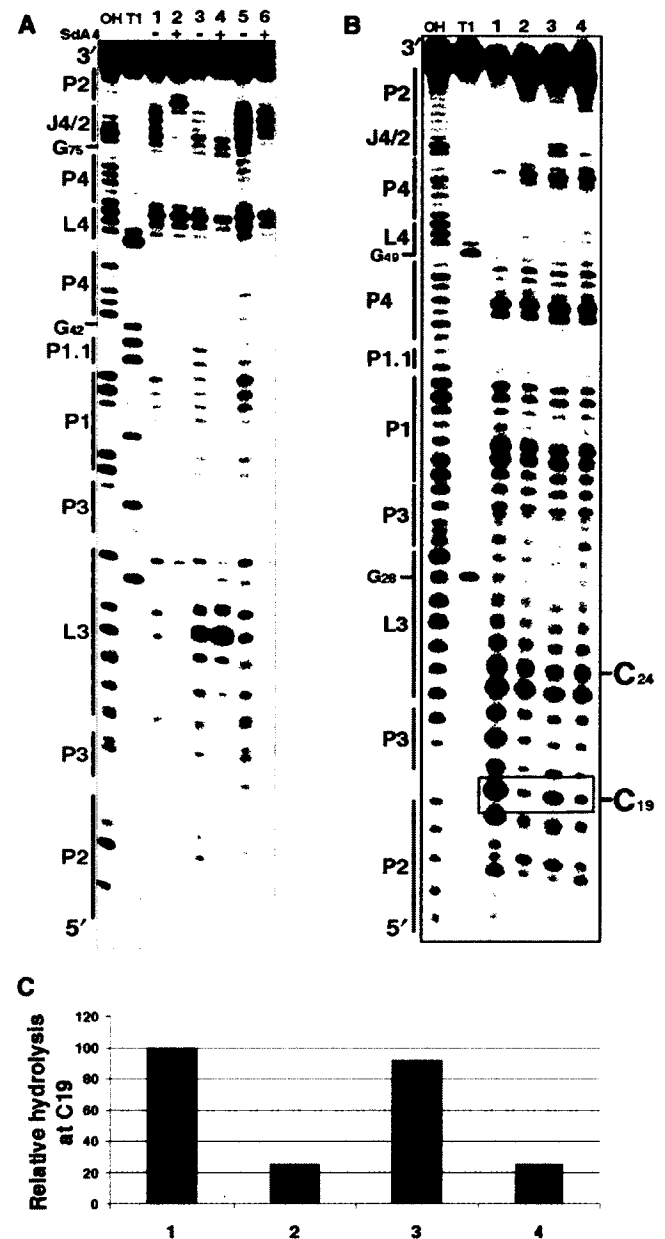 A OH T1 1 2 3 4 5 6
SdA4 - + - + - +
3′
P2
J4/2
G75
P4
L4
P4
G42
P1.1
P1
P3
L3
P3
P2
5′
B OH T1 1 2 3 4
3′
P2
J4/2
P4
L4
G49
P4
P1.1
P1
P3
G28
L3
P3
P2
5′
C24
C19
C
Relative hydrolysis
at C19
120
100
80
60
40
20
0
1 2 3 4